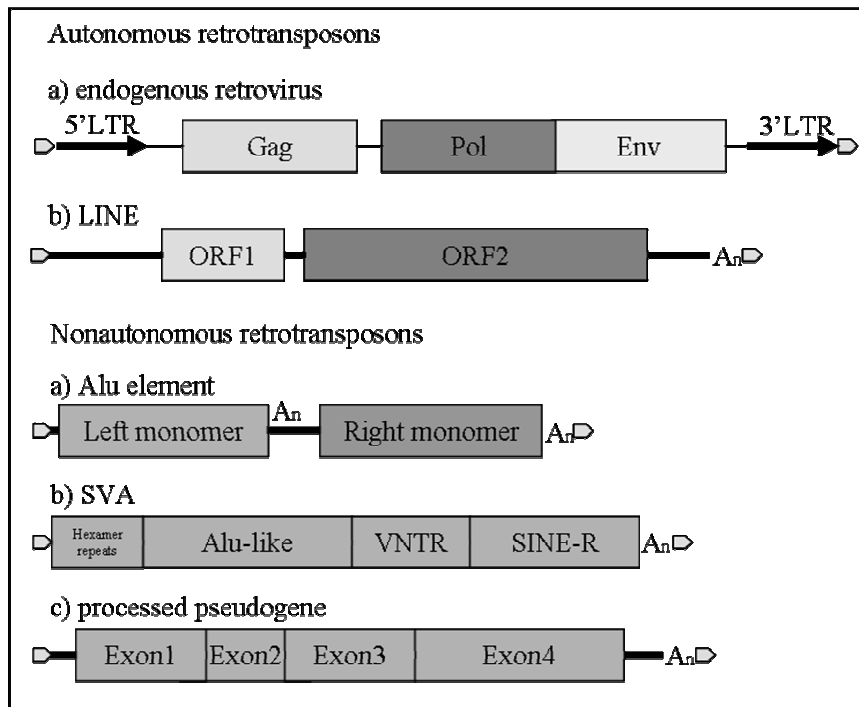 Autonomous retrotransposons
a) endogenous retrovirus
5’LTR
3’LTR
Gag
Pol
Env
b) LINE
ORF1
ORF2
An
Nonautonomous retrotransposons
a) Alu element
An
Left monomer
Right monomer
An
b) SVA
Hexamer
repeats
Alu-like
VNTR
SINE-R
An
c) processed pseudogene
Exon1
Exon2
Exon3
Exon4
An